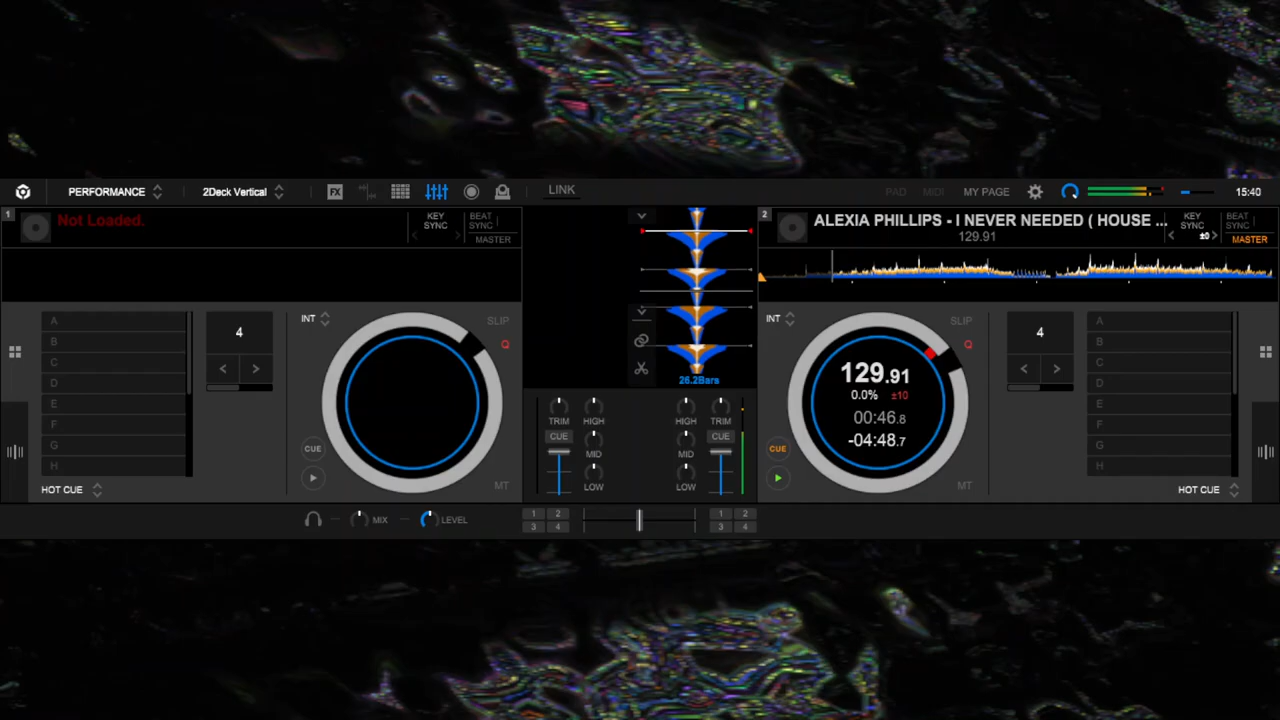 PERFORMANCE 2Deck Vertical FX LINK PAD MIDI MY PAGE 15:40
1 Not Loaded. KEY SYNC BEAT SYNC MASTER
2 ALEXIA PHILLIPS - I NEVER NEEDED ( HOUSE ... KEY SYNC BEAT SYNC
129.91 ±0 MASTER
INT SLIP INT SLIP
A 4 Q Q 4 A
B B
C C
D D
E E
F F
G G
H H
129.91
0.0% ±10
00:46.8
-04:48.7
26.2Bars
TRIM HIGH HIGH TRIM
CUE CUE CUE CUE
MID MID
LOW LOW
MT MT
HOT CUE HOT CUE
MIX LEVEL
1 2 1 2
3 4 3 4